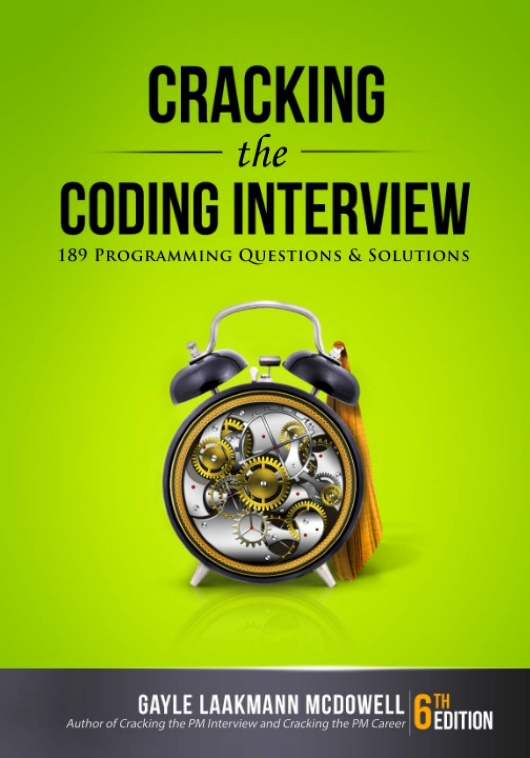 CRACKING
the
CODING INTERVIEW
189 PROGRAMMING QUESTIONS & SOLUTIONS
GAYLE LAAKMANN MCDOWELL
Author of Cracking the PM Interview and Cracking the PM Career
6TH EDITION